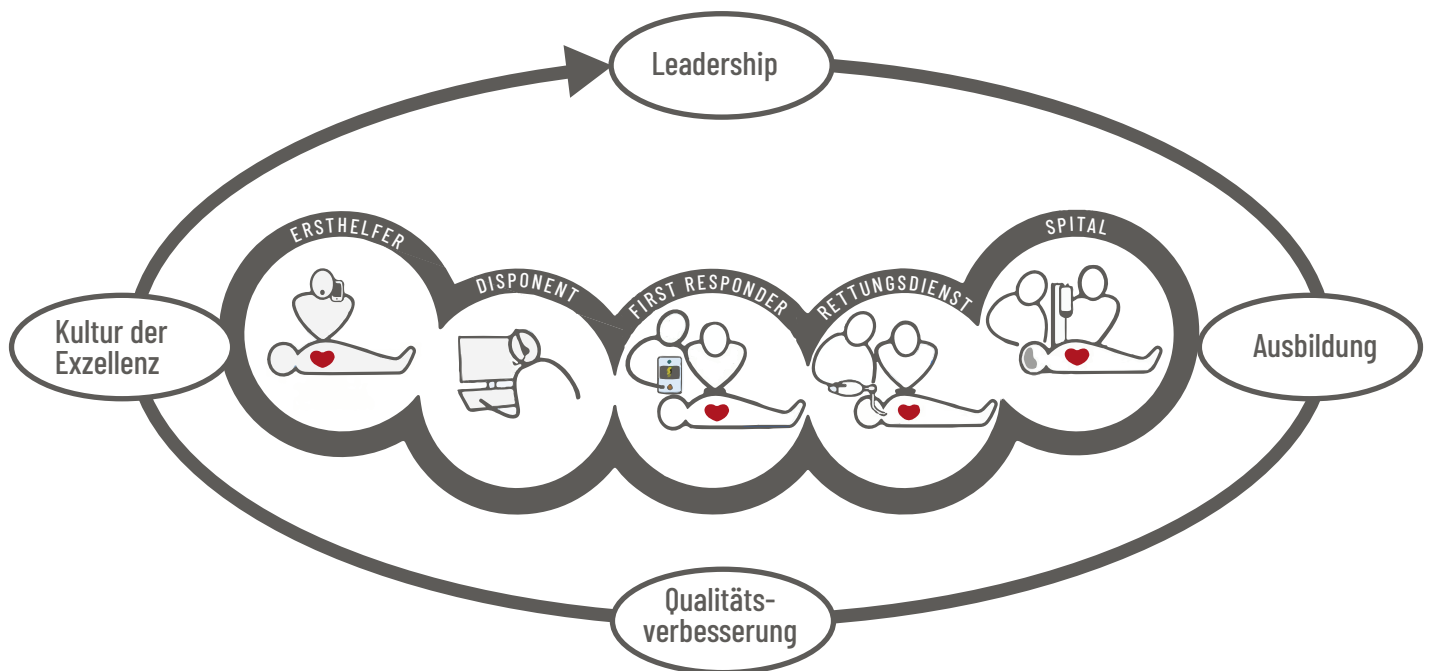 Leadership
ERSTHELFER
DISPONENT
FIRST RESPONDER
RETTUNGSDIENST
SPITAL
Kultur der
Exzellenz
Ausbildung
Qualitäts-
verbesserung